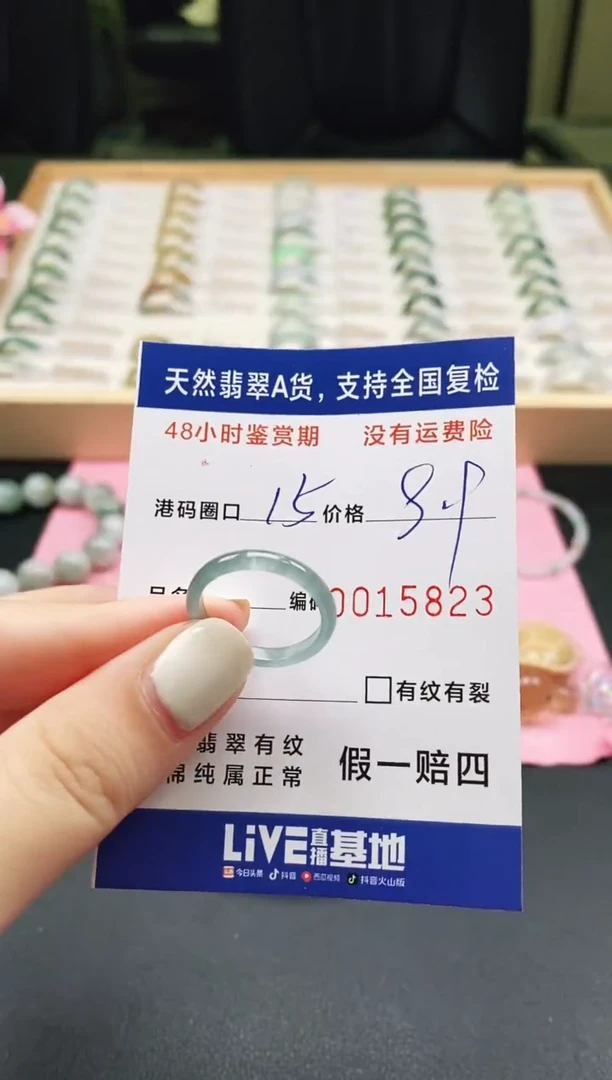 天然翡翠A货，支持全国复检
48小时鉴赏期 没有运费险
港码圈口 15 价格
编码 0015823
有纹有裂
翡翠有纹
棉纯属正常 假一赔四
LiVE直播基地
今日头条 抖音 西瓜视频 抖音火山版